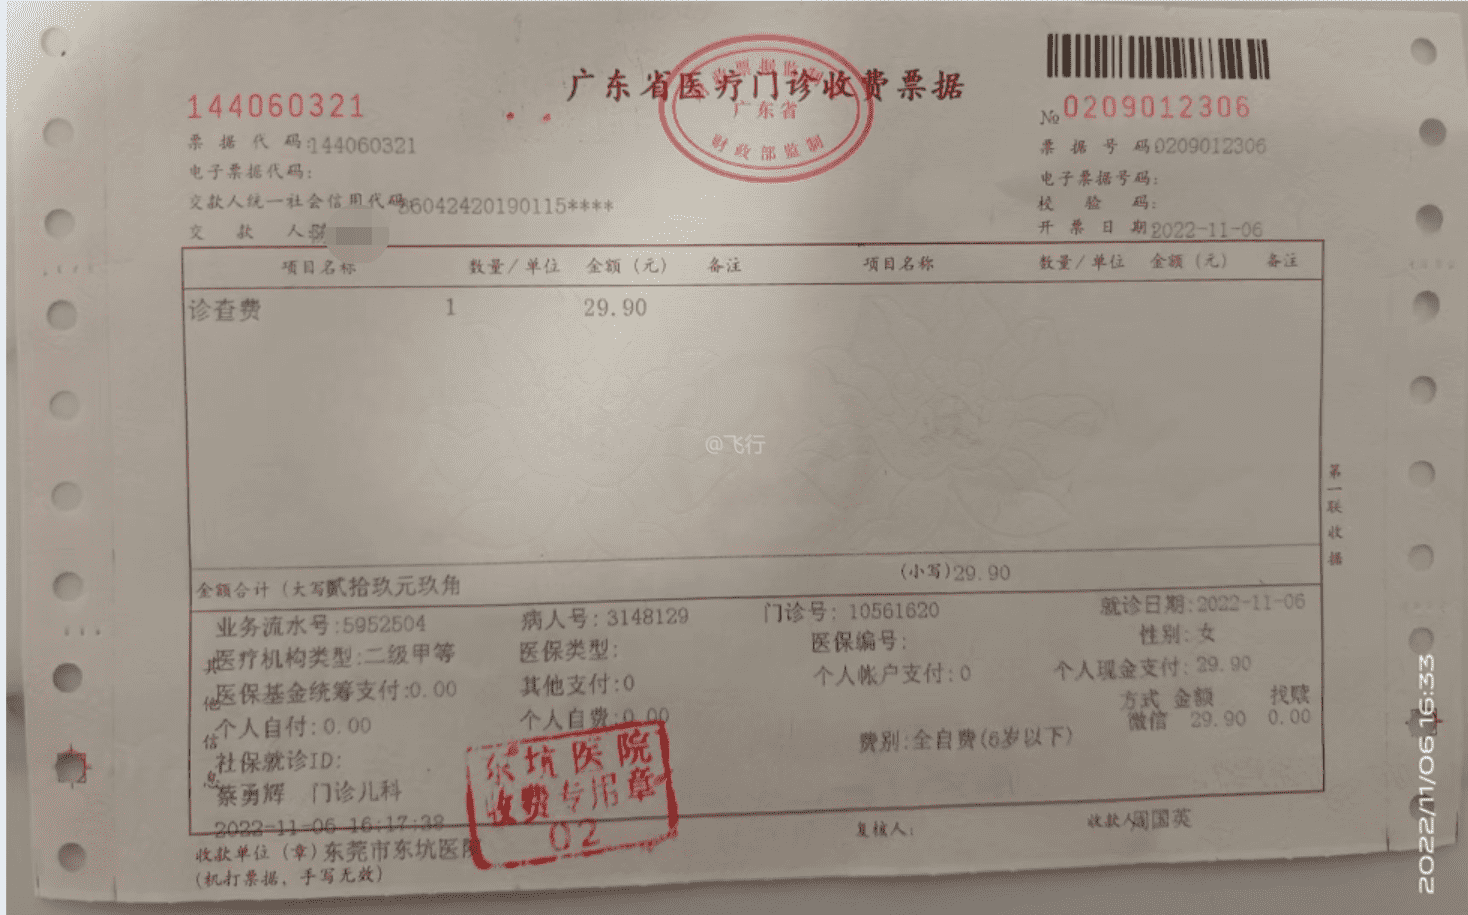 广东省医疗门诊收费票据
144060321
№0209012306
票据代码:144060321
票据号码:0209012306
电子票据代码:
电子票据号码:
交款人统一社会信用代码:36042420190115****
校验码:
交款人:
开票日期:2022-11-06
广东省
财政部监制
项目名称 数量/单位 金额(元) 备注 项目名称 数量/单位 金额(元) 备注
诊查费 1 29.90
@飞行
第一联收据
金额合计(大写)贰拾玖元玖角 (小写)29.90
其他信息
业务流水号:5952504 病人号:3148129 门诊号:10561620 就诊日期:2022-11-06
医疗机构类型:二级甲等 医保类型: 医保编号: 性别:女
医保基金统筹支付:0.00 其他支付:0 个人帐户支付:0 个人现金支付:29.90
个人自付:0.00 个人自费:0.00 方式 金额 找赎
微信 29.90 0.00
社保就诊ID: 费别:全自费(6岁以下)
蔡勇辉 门诊儿科
2022-11-06 16:17:38
东坑医院
收费专用章
02
收款单位(章)东莞市东坑医院 复核人: 收款人:周国英
(机打票据，手写无效)
2022/11/06 16:33